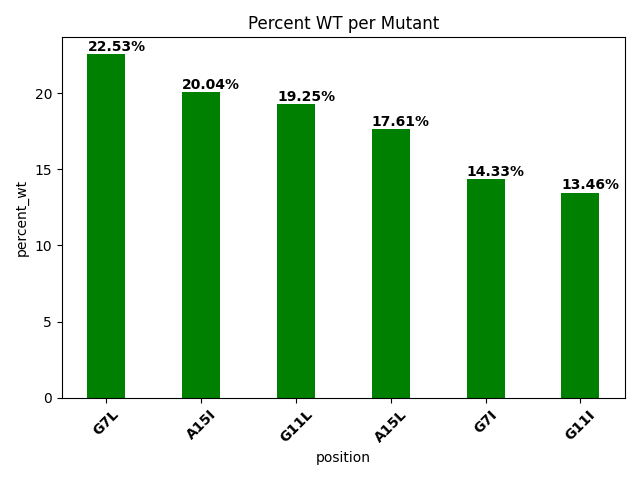 Percent WT per Mutant
22.53%
20.04%
19.25%
17.61%
14.33%
13.46%
percent_wt
20
15
10
5
0
G7L
A15I
G11L
A15L
G7I
G11I
position